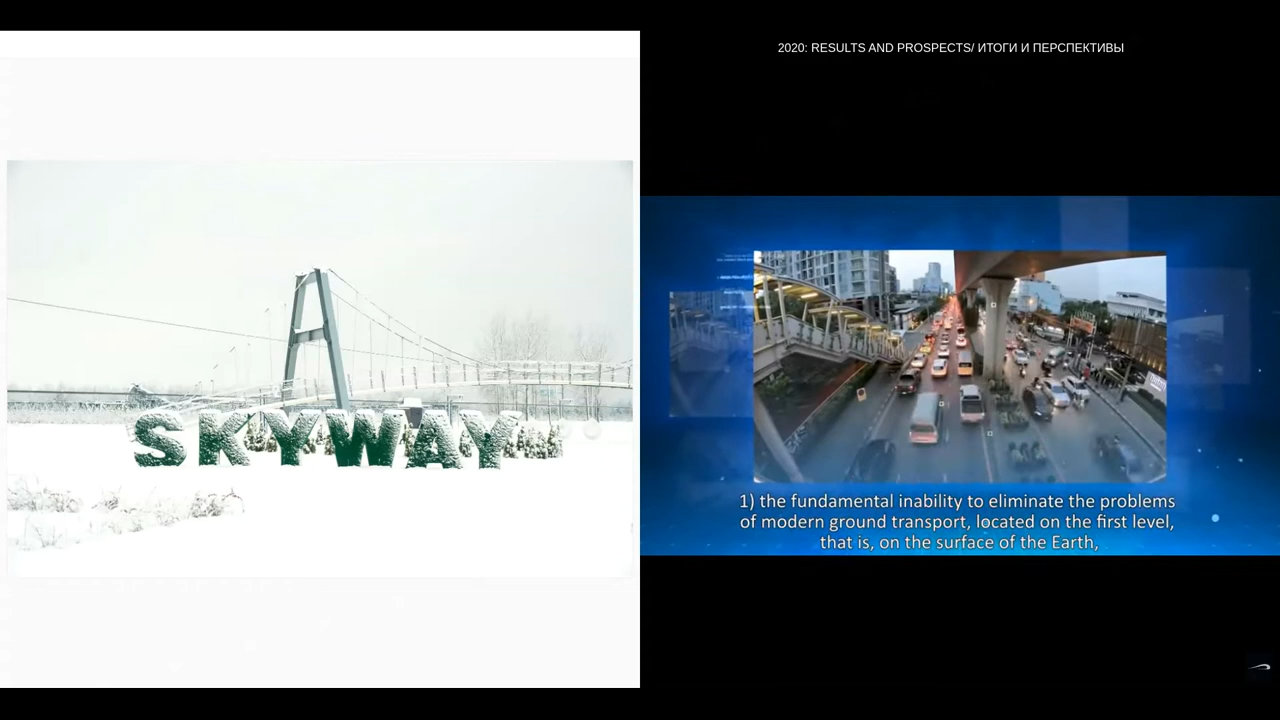 SKYWAY
2020: RESULTS AND PROSPECTS/ ИТОГИ И ПЕРСПЕКТИВЫ
1) the fundamental inability to eliminate the problems
of modern ground transport, located on the first level,
that is, on the surface of the Earth,